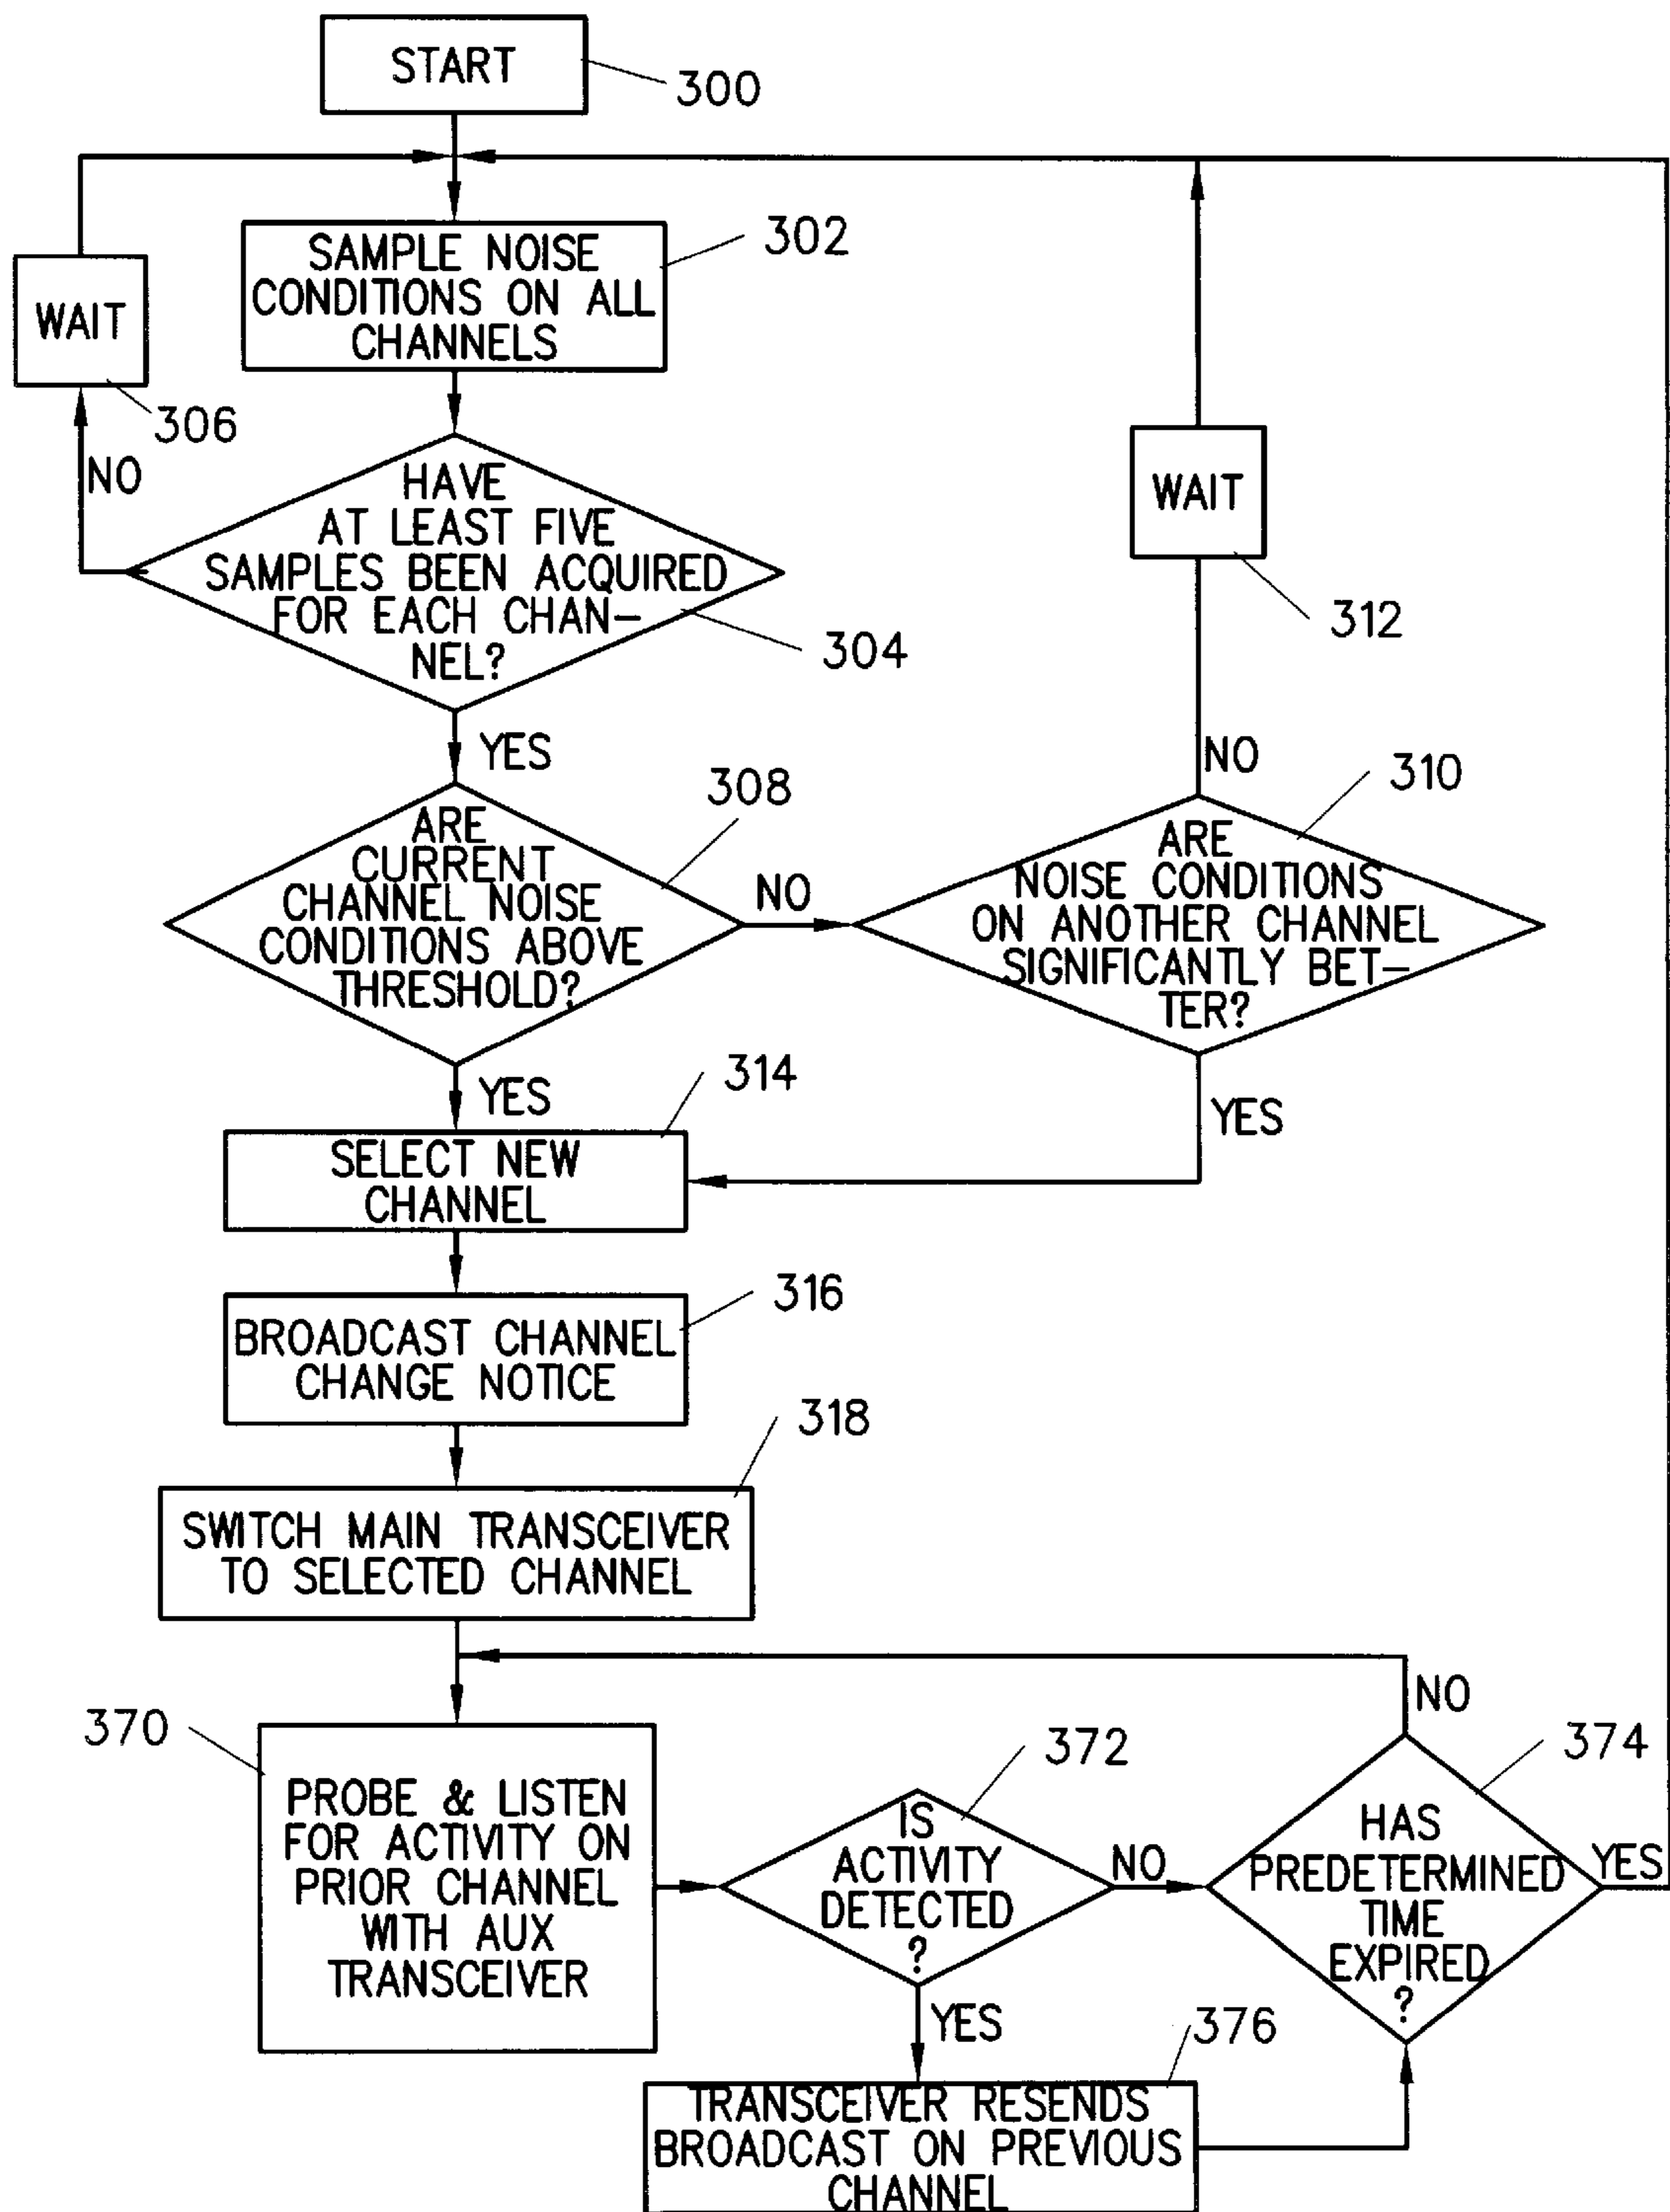 START
300
SAMPLE NOISE
CONDITIONS ON ALL
CHANNELS
302
WAIT
306
NO
HAVE
AT LEAST FIVE
SAMPLES BEEN ACQUIRED
FOR EACH CHAN-
NEL?
304
WAIT
312
YES
NO
ARE
CURRENT
CHANNEL NOISE
CONDITIONS ABOVE
THRESHOLD?
308
NO
ARE
NOISE CONDITIONS
ON ANOTHER CHANNEL
SIGNIFICANTLY BET-
TER?
310
YES
YES
SELECT NEW
CHANNEL
314
BROADCAST CHANNEL
CHANGE NOTICE
316
SWITCH MAIN TRANSCEIVER
TO SELECTED CHANNEL
318
NO
370
PROBE & LISTEN
FOR ACTIVITY ON
PRIOR CHANNEL
WITH AUX
TRANSCEIVER
IS
ACTIVITY
DETECTED
?
372
NO
HAS
PREDETERMINED
TIME
EXPIRED
?
374
YES
YES
TRANSCEIVER RESENDS
BROADCAST ON PREVIOUS
CHANNEL
376